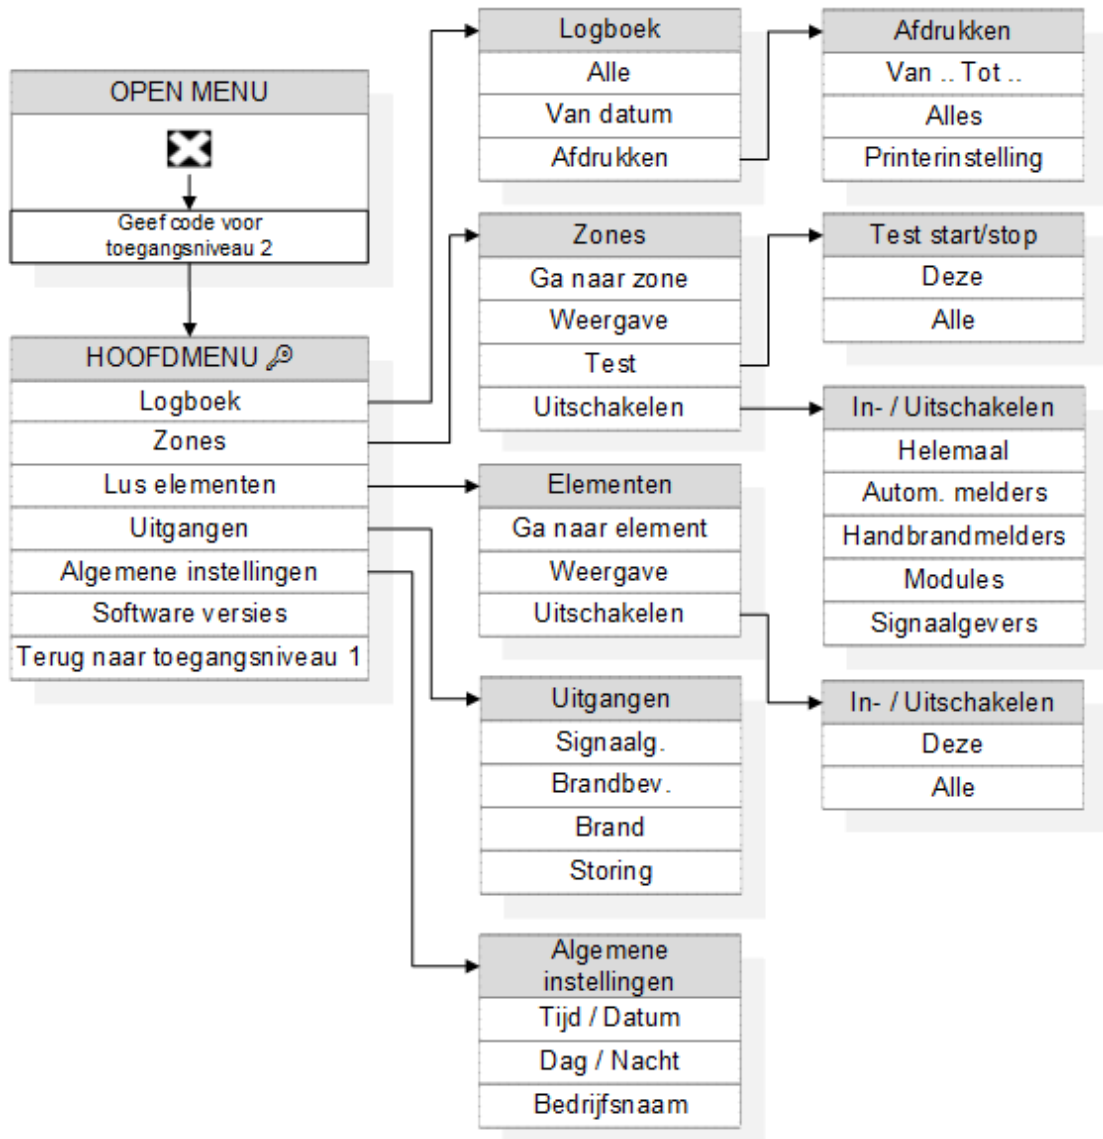 OPEN MENU
Geef code voor
toegangsniveau 2
HOOFDMENU
Logboek
Zones
Lus elementen
Uitgangen
Algemene instellingen
Software versies
Terug naar toegangsniveau 1
Logboek
Alle
Van datum
Afdrukken
Afdrukken
Van .. Tot ..
Alles
Printerinstelling
Zones
Ga naar zone
Weergave
Test
Uitschakelen
Test start/stop
Deze
Alle
In- / Uitschakelen
Helemaal
Autom. melders
Handbrandmelders
Modules
Signaalgevers
Elementen
Ga naar element
Weergave
Uitschakelen
In- / Uitschakelen
Deze
Alle
Uitgangen
Signaalg.
Brandbev.
Brand
Storing
Algemene
instellingen
Tijd / Datum
Dag / Nacht
Bedrijfsnaam